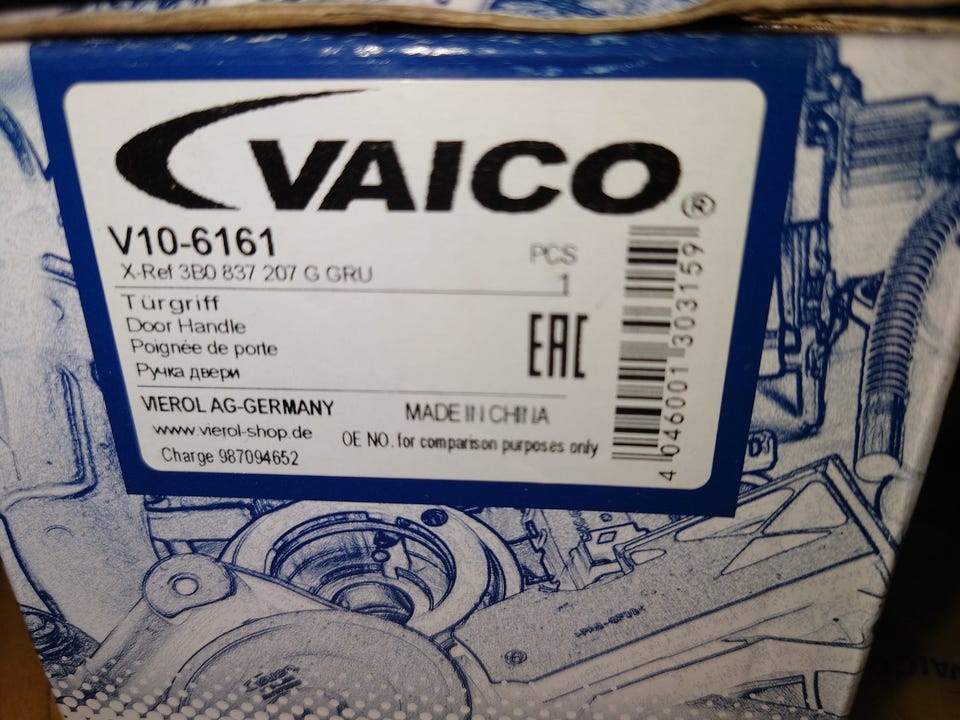 VAICO®
V10-6161
PCS
X-Ref 3B0 837 207 G GRU
1
Türgriff
Door Handle
Poignée de porte
Ручка двери
EAC
VIEROL AG-GERMANY
MADE IN CHINA
www.vierol-shop.de
OE NO. for comparison purposes only
Charge 987094652
4 046001 303159
VAICO